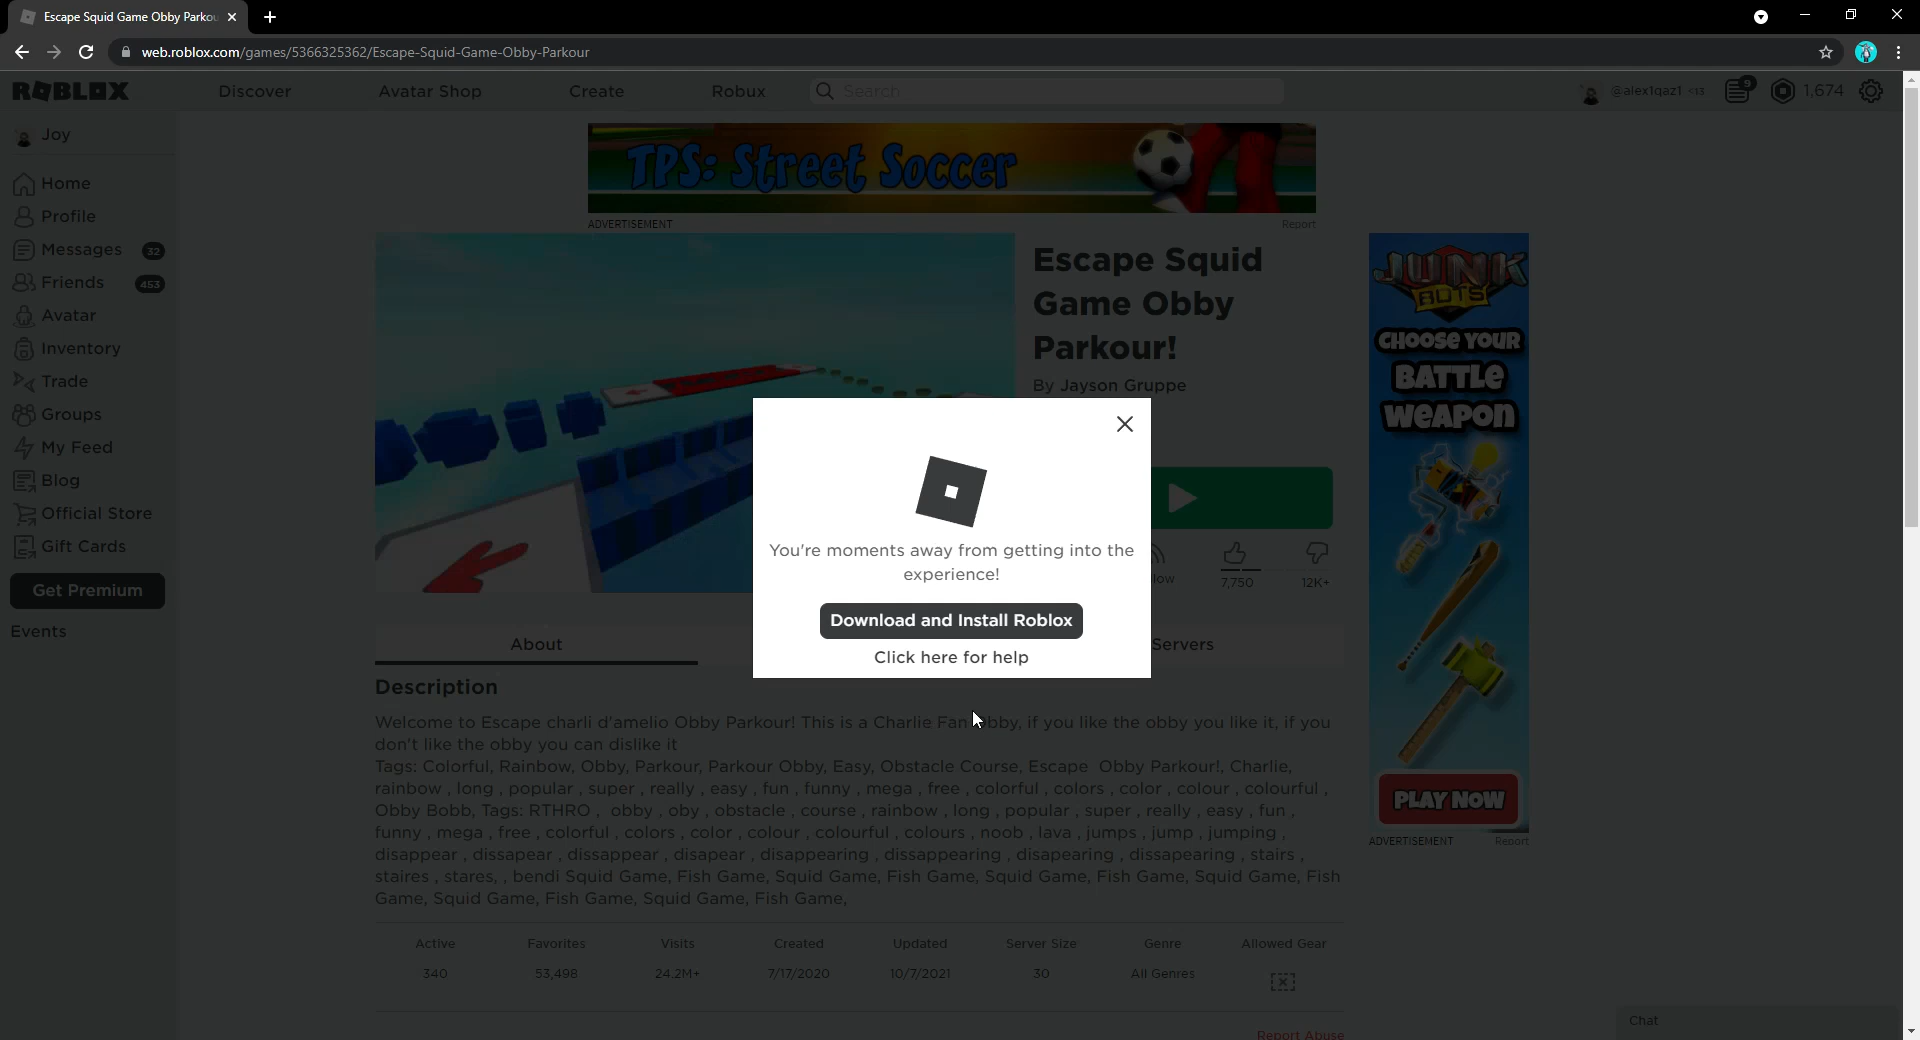 Escape Squid Game Obby Parkou
web.roblox.com/games/5366325362/Escape-Squid-Game-Obby-Parkour
ROBLOX
Discover
Avatar Shop
Create
Robux
Search
@alex1qaz1 <13
9
1,674
Joy
Home
Profile
Messages 32
Friends 453
Avatar
Inventory
Trade
Groups
My Feed
Blog
Official Store
Gift Cards
Get Premium
Events
TPS: Street Soccer
ADVERTISEMENT
Report
Escape Squid
Game Obby
Parkour!
By Jayson Gruppe
low
7,750
12K+
You're moments away from getting into the
experience!
Download and Install Roblox
Click here for help
JUNK
BOTS
CHOOSE YOUR
BATTLE
WEAPON
PLAY NOW
ADVERTISEMENT
Report
About
Servers
Description
Welcome to Escape charli d'amelio Obby Parkour! This is a Charlie Fan bby, if you like the obby you like it, if you
don't like the obby you can dislike it
Tags: Colorful, Rainbow, Obby, Parkour, Parkour Obby, Easy, Obstacle Course, Escape Obby Parkour!, Charlie,
rainbow , long , popular , super , really , easy , fun , funny , mega , free , colorful , colors , color , colour , colourful ,
Obby Bobb, Tags: RTHRO , obby , oby , obstacle , course , rainbow , long , popular , super , really , easy , fun ,
funny , mega , free , colorful , colors , color , colour , colourful , colours , noob , lava , jumps , jump , jumping ,
disappear , dissapear , dissappear , disapear , disappearing , dissappearing , disapearing , dissapearing , stairs ,
staires , stares, , bendi Squid Game, Fish Game, Squid Game, Fish Game, Squid Game, Fish Game, Squid Game, Fish
Game, Squid Game, Fish Game, Squid Game, Fish Game,
Active
Favorites
Visits
Created
Updated
Server Size
Genre
Allowed Gear
340
53,498
24.2M+
7/17/2020
10/7/2021
30
All Genres
Report Abuse
Chat